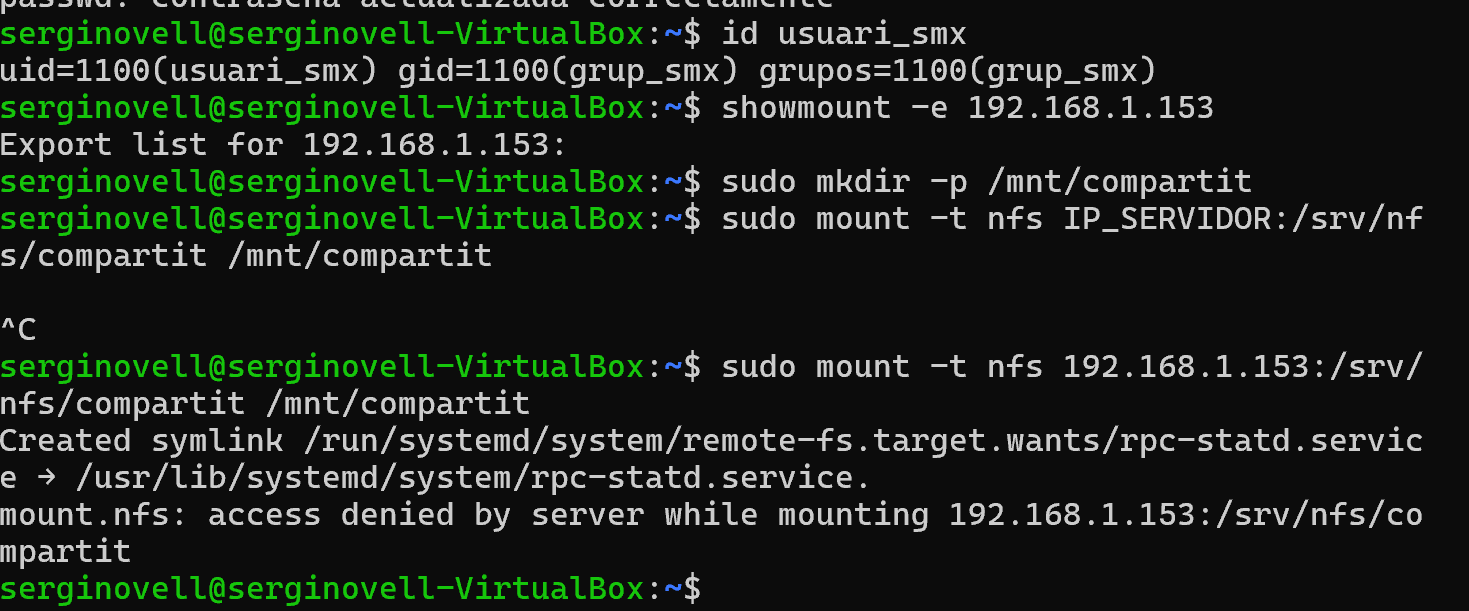 passwd: contraseña actualizada correctamente
serginovell@serginovell-VirtualBox:~$ id usuari_smx
uid=1100(usuari_smx) gid=1100(grup_smx) grupos=1100(grup_smx)
serginovell@serginovell-VirtualBox:~$ showmount -e 192.168.1.153
Export list for 192.168.1.153:
serginovell@serginovell-VirtualBox:~$ sudo mkdir -p /mnt/compartit
serginovell@serginovell-VirtualBox:~$ sudo mount -t nfs IP_SERVIDOR:/srv/nf
s/compartit /mnt/compartit
^C
serginovell@serginovell-VirtualBox:~$ sudo mount -t nfs 192.168.1.153:/srv/
nfs/compartit /mnt/compartit
Created symlink /run/systemd/system/remote-fs.target.wants/rpc-statd.servic
e → /usr/lib/systemd/system/rpc-statd.service.
mount.nfs: access denied by server while mounting 192.168.1.153:/srv/nfs/co
mpartit
serginovell@serginovell-VirtualBox:~$